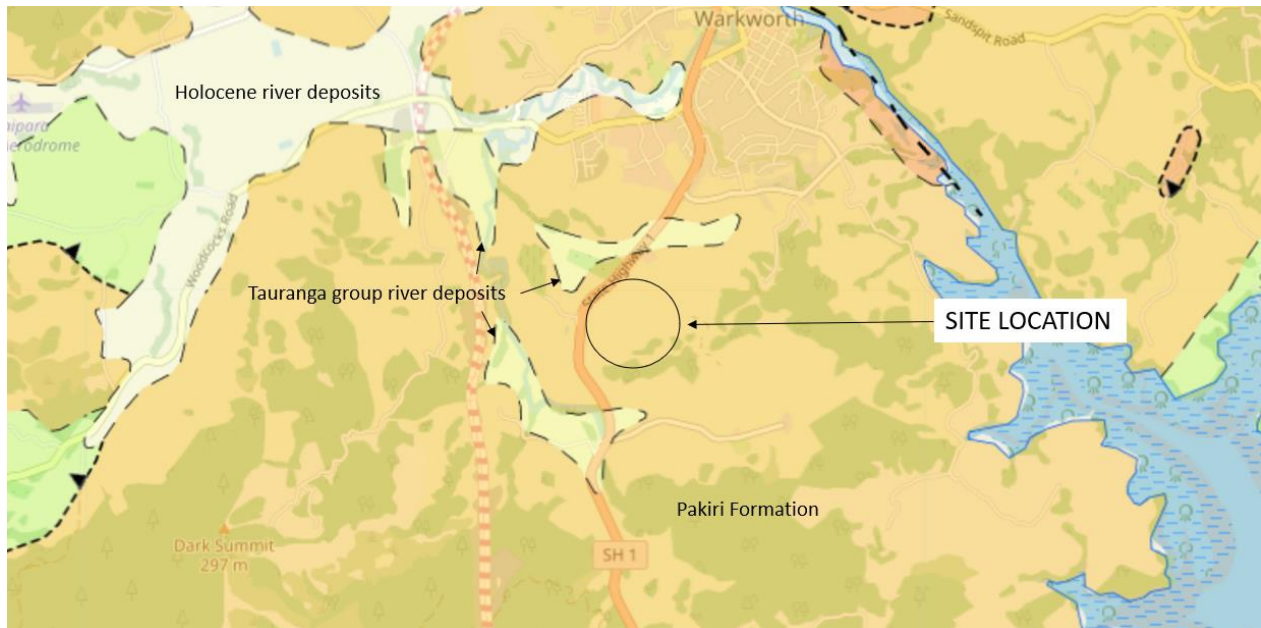 Warkworth
Sandspit Road
Holocene river deposits
Woodcocks Road
Tauranga group river deposits
State Highway 1
SITE LOCATION
Pakiri Formation
Dark Summit
297 m
SH 1